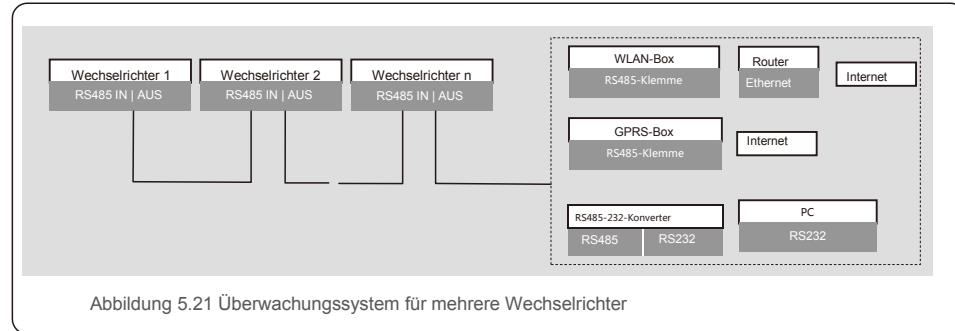 Wechselrichter 1
RS485 IN | AUS
Wechselrichter 2
RS485 IN | AUS
Wechselrichter n
RS485 IN | AUS
WLAN-Box
RS485-Klemme
Router
Ethernet
Internet
GPRS-Box
RS485-Klemme
Internet
RS485-232-Konverter
RS485
RS232
PC
RS232
Abbildung 5.21 Überwachungssystem für mehrere Wechselrichter